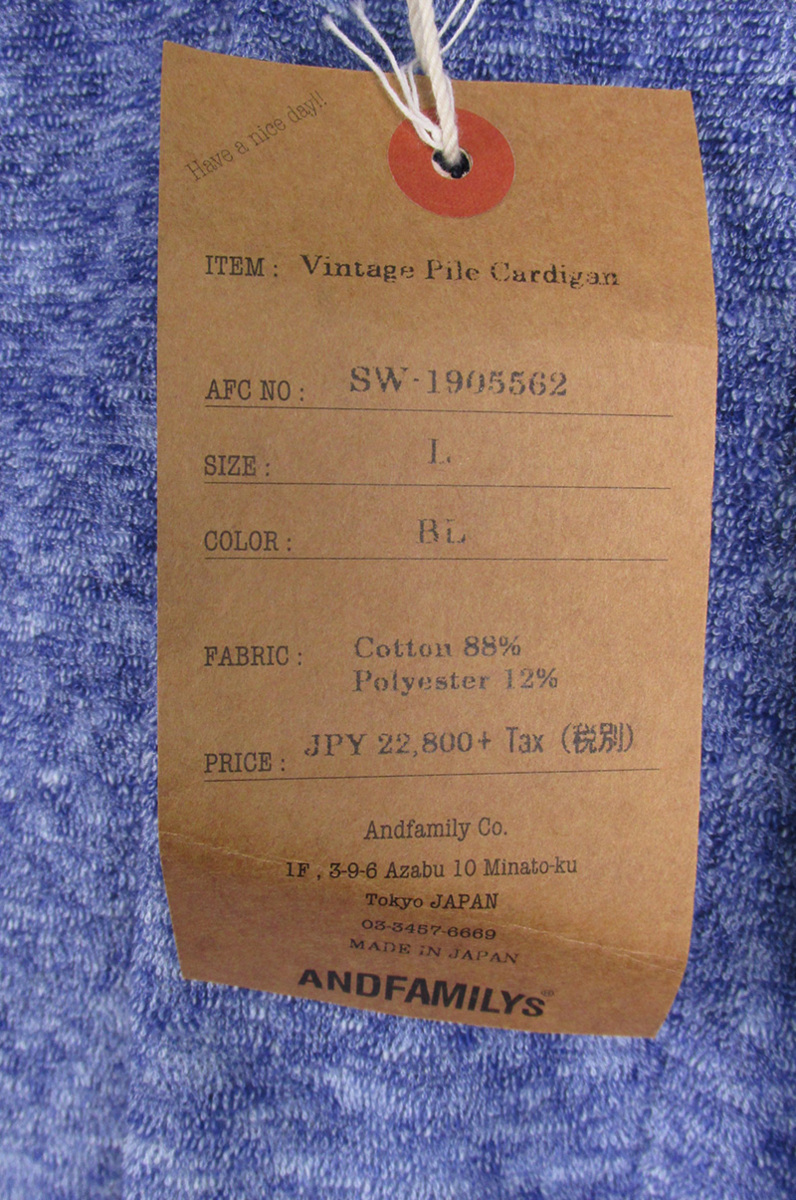 Have a nice day!!
ITEM : Vintage Pile Cardigan
AFC NO : SW-1905562
SIZE : L
COLOR : BL
FABRIC : Cotton 88%
Polyester 12%
PRICE : JPY 22,800+ Tax (税別)
Andfamily Co.
1F , 3-9-6 Azabu 10 Minato-ku
Tokyo JAPAN
03-3457-6669
MADE iN JAPAN
ANDFAMILYS®